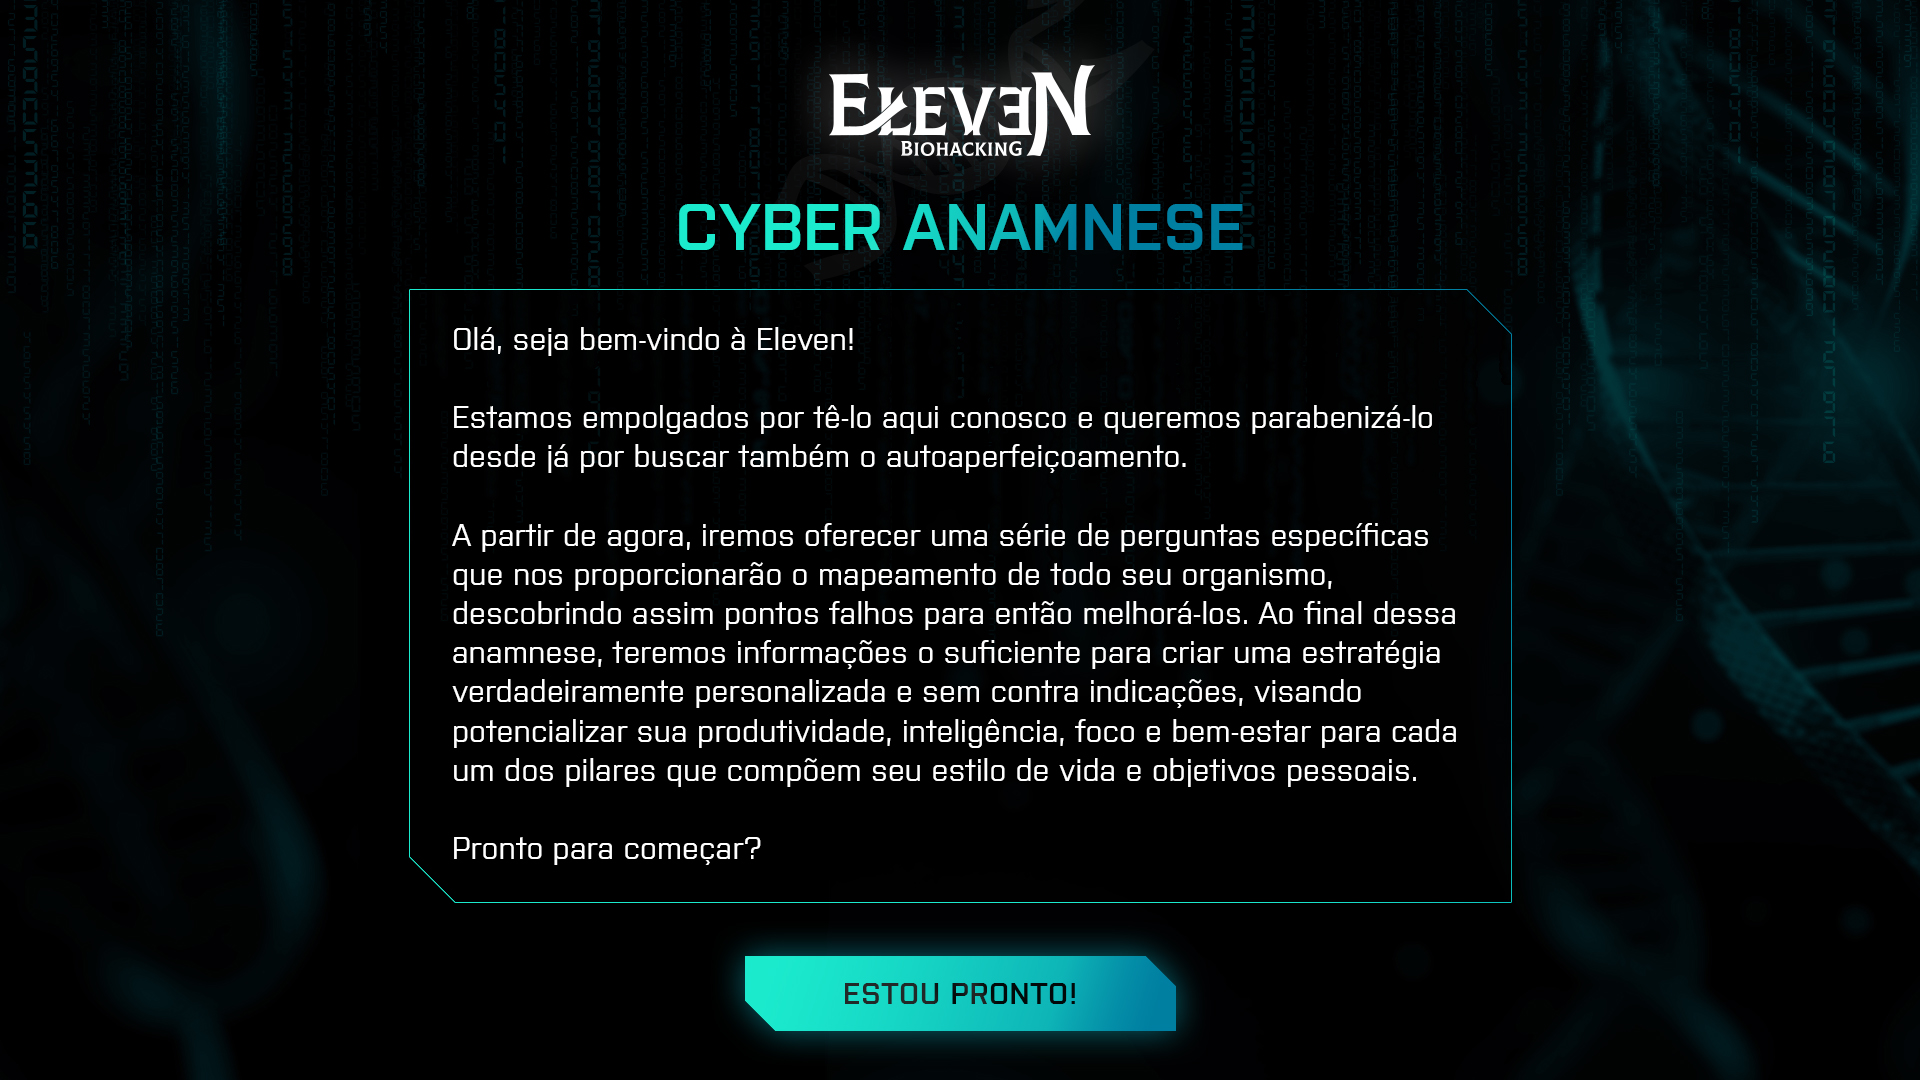 ELEVEN
BIOHACKING
CYBER ANAMNESE
Olá, seja bem-vindo à Eleven!
Estamos empolgados por tê-lo aqui conosco e queremos parabenizá-lo
desde já por buscar também o autoaperfeiçoamento.
A partir de agora, iremos oferecer uma série de perguntas específicas
que nos proporcionarão o mapeamento de todo seu organismo,
descobrindo assim pontos falhos para então melhorá-los. Ao final dessa
anamnese, teremos informações o suficiente para criar uma estratégia
verdadeiramente personalizada e sem contra indicações, visando
potencializar sua produtividade, inteligência, foco e bem-estar para cada
um dos pilares que compõem seu estilo de vida e objetivos pessoais.
Pronto para começar?
ESTOU PRONTO!